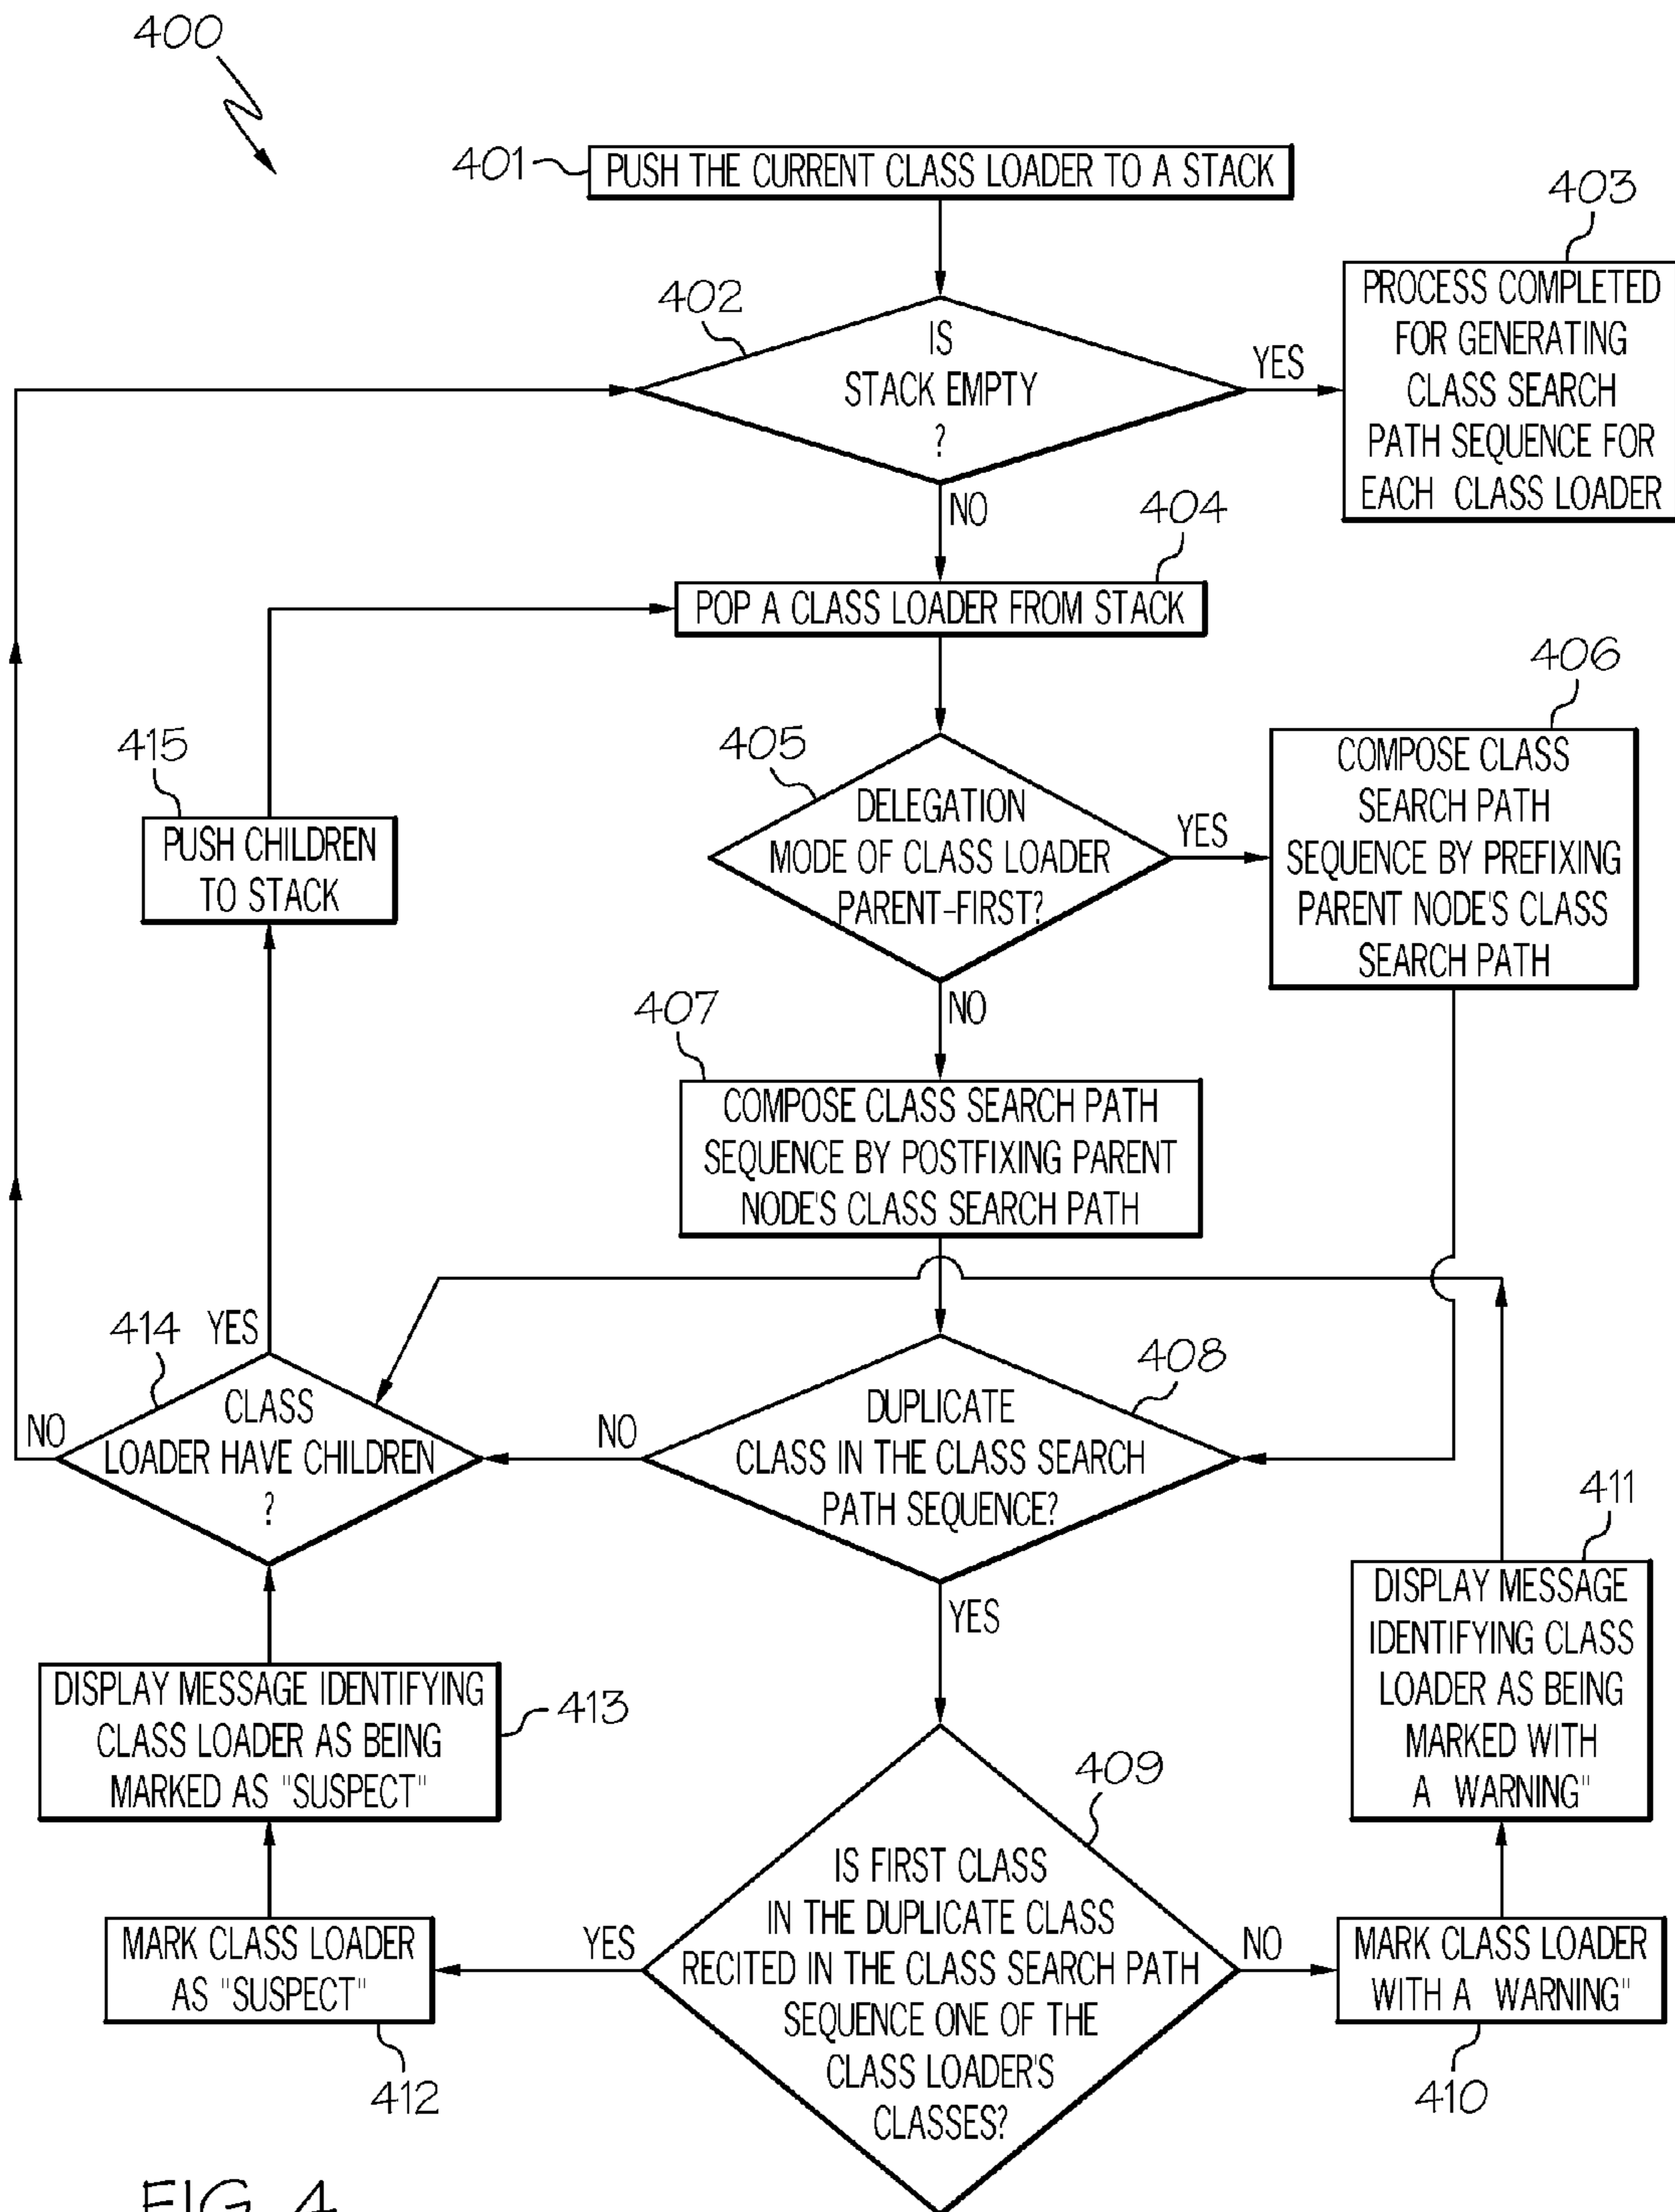 400
401
PUSH THE CURRENT CLASS LOADER TO A STACK
402
IS
STACK EMPTY
?
YES
NO
403
PROCESS COMPLETED
FOR GENERATING
CLASS SEARCH
PATH SEQUENCE FOR
EACH CLASS LOADER
404
POP A CLASS LOADER FROM STACK
405
DELEGATION
MODE OF CLASS LOADER
PARENT-FIRST?
YES
NO
406
COMPOSE CLASS
SEARCH PATH
SEQUENCE BY PREFIXING
PARENT NODE'S CLASS
SEARCH PATH
415
PUSH CHILDREN
TO STACK
407
COMPOSE CLASS SEARCH PATH
SEQUENCE BY POSTFIXING PARENT
NODE'S CLASS SEARCH PATH
414
YES
NO
CLASS
LOADER HAVE CHILDREN
?
408
NO
DUPLICATE
CLASS IN THE CLASS SEARCH
PATH SEQUENCE?
YES
411
DISPLAY MESSAGE
IDENTIFYING CLASS
LOADER AS BEING
MARKED WITH
A WARNING"
413
DISPLAY MESSAGE IDENTIFYING
CLASS LOADER AS BEING
MARKED AS "SUSPECT"
409
IS FIRST CLASS
IN THE DUPLICATE CLASS
RECITED IN THE CLASS SEARCH PATH
SEQUENCE ONE OF THE
CLASS LOADER'S
CLASSES?
YES
NO
MARK CLASS LOADER
AS "SUSPECT"
412
MARK CLASS LOADER
WITH A WARNING"
410
FIG. 4